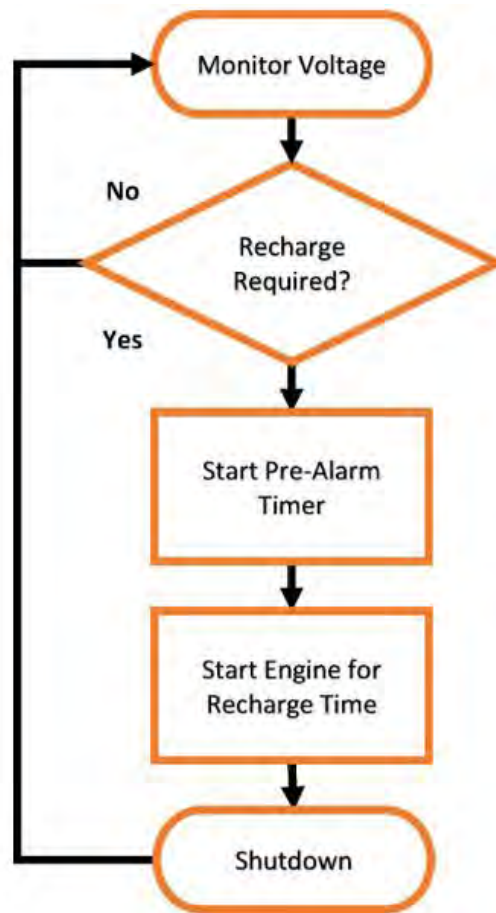 Monitor Voltage
No
Recharge
Required?
Yes
Start Pre-Alarm
Timer
Start Engine for
Recharge Time
Shutdown